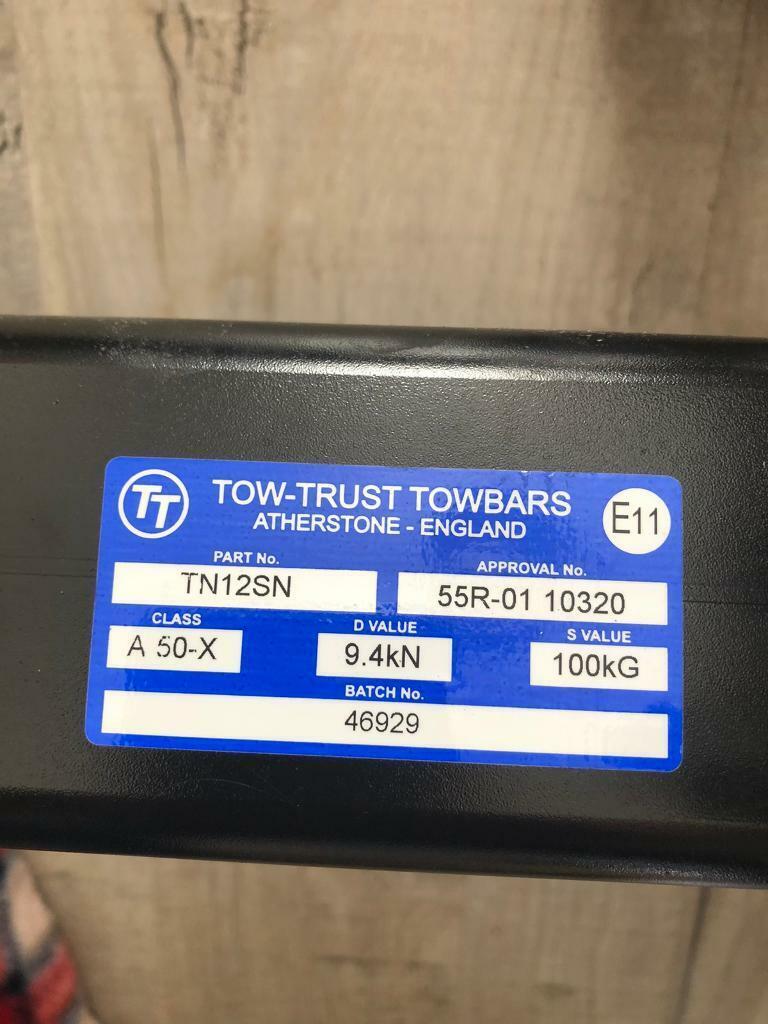 TT
TOW-TRUST TOWBARS
ATHERSTONE - ENGLAND
E11
PART No.
TN12SN
APPROVAL No.
55R-01 10320
CLASS
A 50-X
D VALUE
9.4kN
S VALUE
100kG
BATCH No.
46929